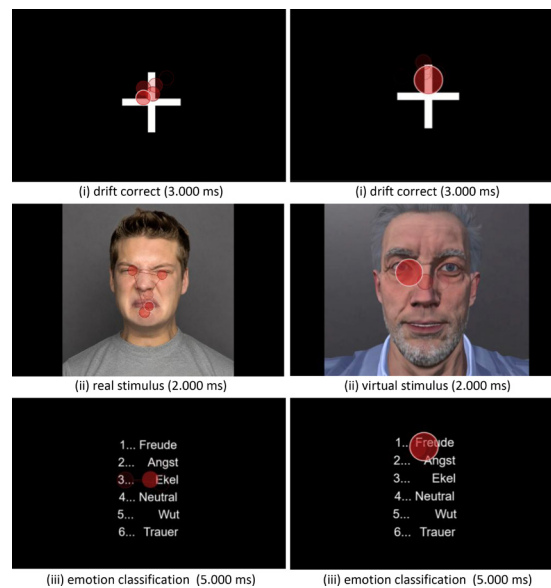 (i) drift correct (3.000 ms)
(i) drift correct (3.000 ms)
(ii) real stimulus (2.000 ms)
(ii) virtual stimulus (2.000 ms)
1... Freude
2... Angst
3... Ekel
4... Neutral
5... Wut
6... Trauer
1... Freude
2... Angst
3... Ekel
4... Neutral
5... Wut
6... Trauer
(iii) emotion classification (5.000 ms)
(iii) emotion classification (5.000 ms)